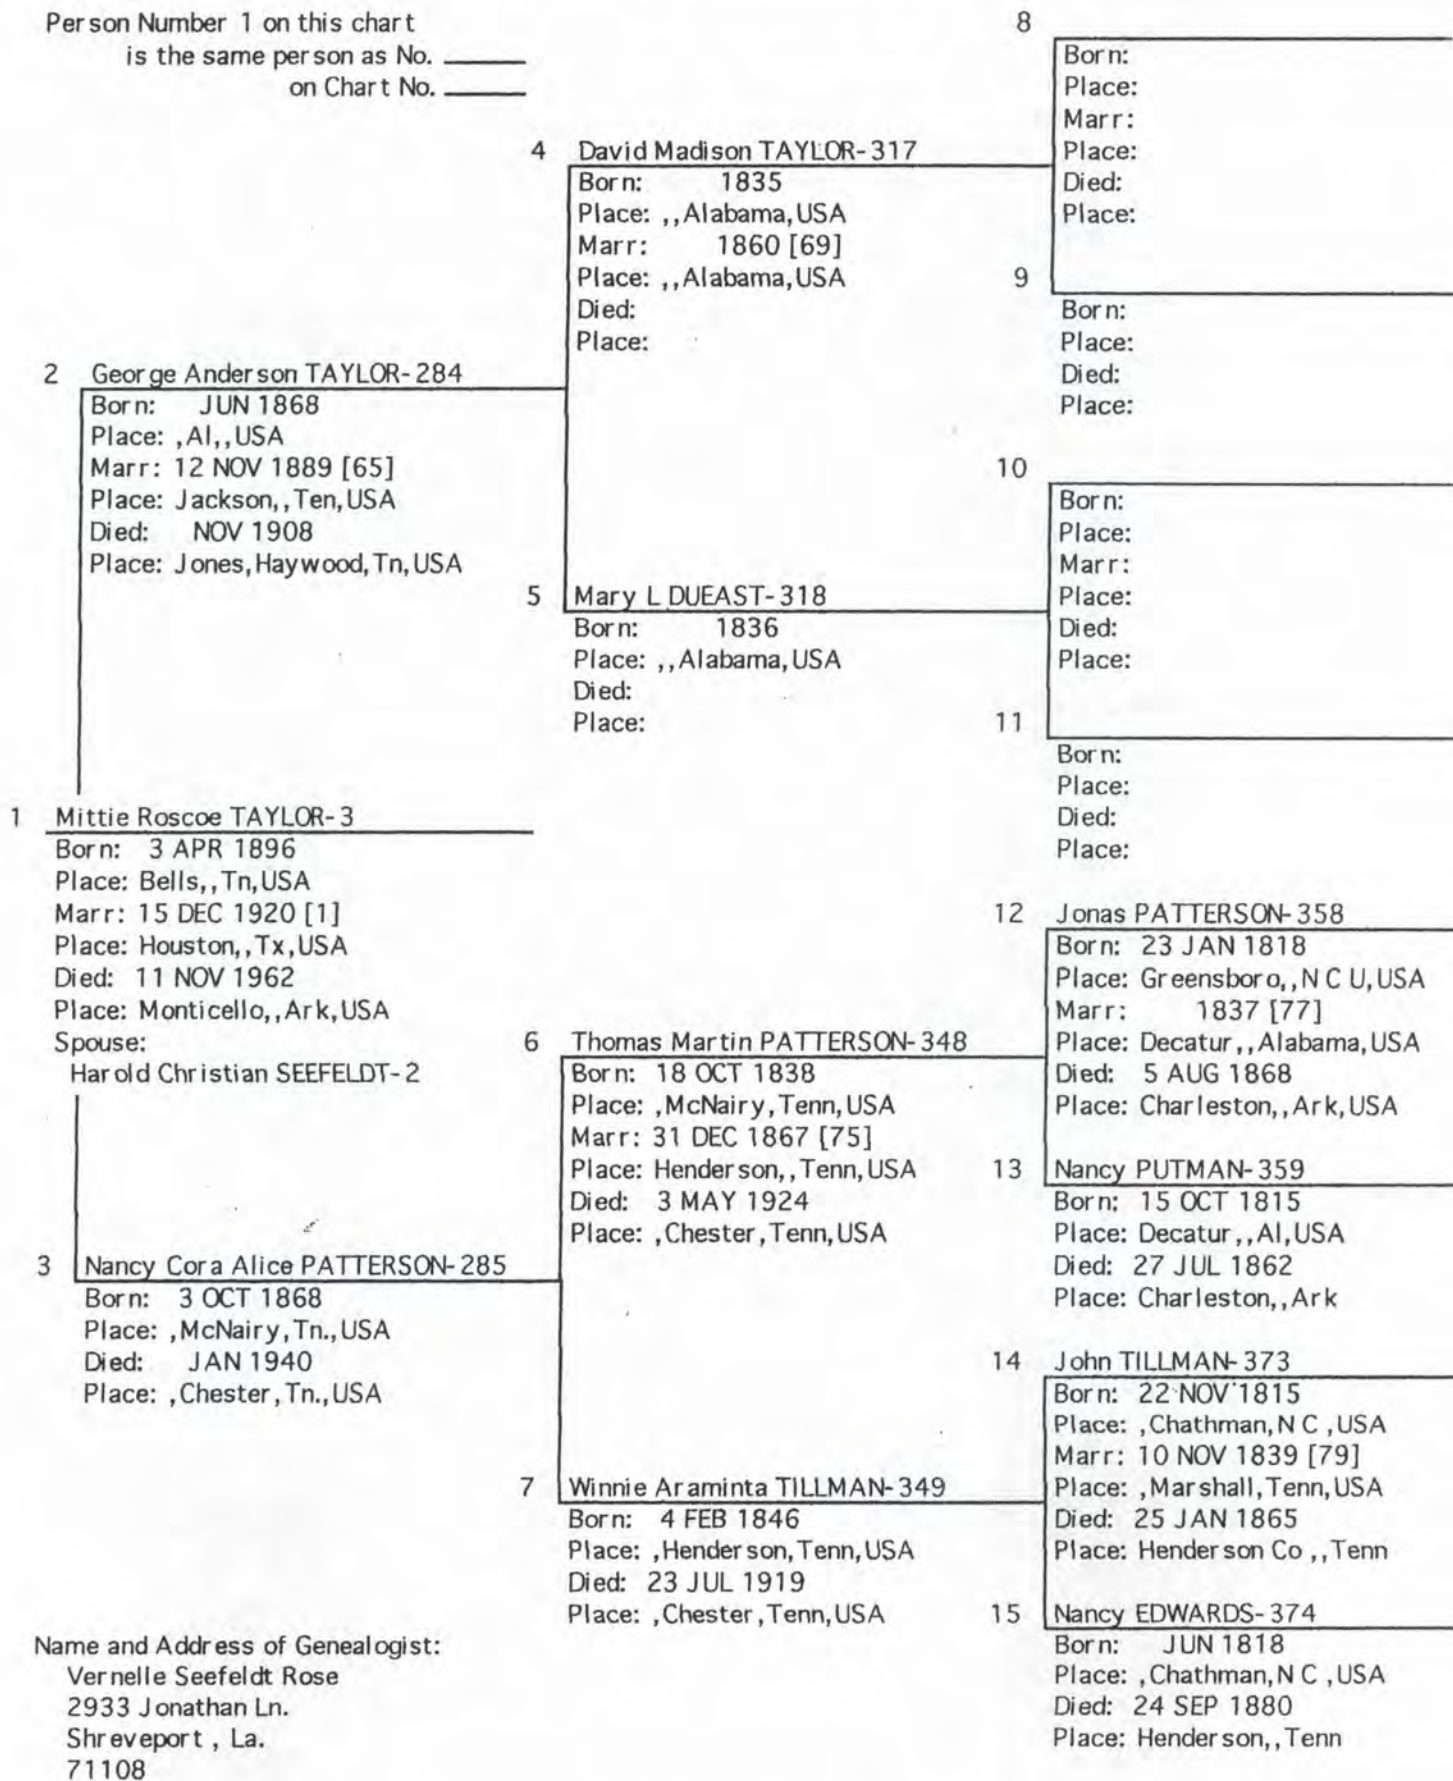 Person Number 1 on this chart
is the same person as No. ____
on Chart No. ____
8
Born:
Place:
Marr:
Place:
Died:
Place:
4 David Madison TAYLOR-317
Born: 1835
Place: ,,Alabama,USA
Marr: 1860 [69]
Place: ,,Alabama,USA
Died:
Place:
9
Born:
Place:
Died:
Place:
2 George Anderson TAYLOR-284
Born: JUN 1868
Place: ,Al,,USA
Marr: 12 NOV 1889 [65]
Place: Jackson,,Ten,USA
Died: NOV 1908
Place: Jones,Haywood,Tn,USA
10
Born:
Place:
Marr:
Place:
Died:
Place:
5 Mary L DUEAST-318
Born: 1836
Place: ,,Alabama,USA
Died:
Place:
11
Born:
Place:
Died:
Place:
1 Mittie Roscoe TAYLOR-3
Born: 3 APR 1896
Place: Bells,,Tn,USA
Marr: 15 DEC 1920 [1]
Place: Houston,,Tx,USA
Died: 11 NOV 1962
Place: Monticello,,Ark,USA
Spouse:
Harold Christian SEEFELDT-2
12 Jonas PATTERSON-358
Born: 23 JAN 1818
Place: Greensboro,,N C U,USA
Marr: 1837 [77]
Place: Decatur,,Alabama,USA
Died: 5 AUG 1868
Place: Charleston,,Ark,USA
6 Thomas Martin PATTERSON-348
Born: 18 OCT 1838
Place: ,McNairy,Tenn,USA
Marr: 31 DEC 1867 [75]
Place: Henderson,,Tenn,USA
Died: 3 MAY 1924
Place: ,Chester,Tenn,USA
13 Nancy PUTMAN-359
Born: 15 OCT 1815
Place: Decatur,,Al,USA
Died: 27 JUL 1862
Place: Charleston,,Ark
3 Nancy Cora Alice PATTERSON-285
Born: 3 OCT 1868
Place: ,McNairy,Tn.,USA
Died: JAN 1940
Place: ,Chester,Tn.,USA
14 John TILLMAN-373
Born: 22 NOV 1815
Place: ,Chathman,N C ,USA
Marr: 10 NOV 1839 [79]
Place: ,Marshall,Tenn,USA
Died: 25 JAN 1865
Place: Henderson Co ,,Tenn
7 Winnie Araminta TILLMAN-349
Born: 4 FEB 1846
Place: ,Henderson,Tenn,USA
Died: 23 JUL 1919
Place: ,Chester,Tenn,USA
15 Nancy EDWARDS-374
Born: JUN 1818
Place: ,Chathman,N C ,USA
Died: 24 SEP 1880
Place: Henderson,,Tenn
Name and Address of Genealogist:
Vernelle Seefeldt Rose
2933 Jonathan Ln.
Shreveport , La.
71108